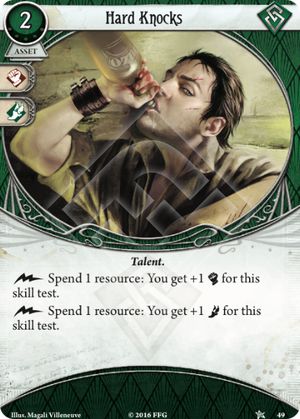 2
Hard Knocks
ASSET
Talent.
Spend 1 resource: You get +1 for this
skill test.
Spend 1 resource: You get +1 for this
skill test.
Illus. Magali Villeneuve © 2016 FFG 49